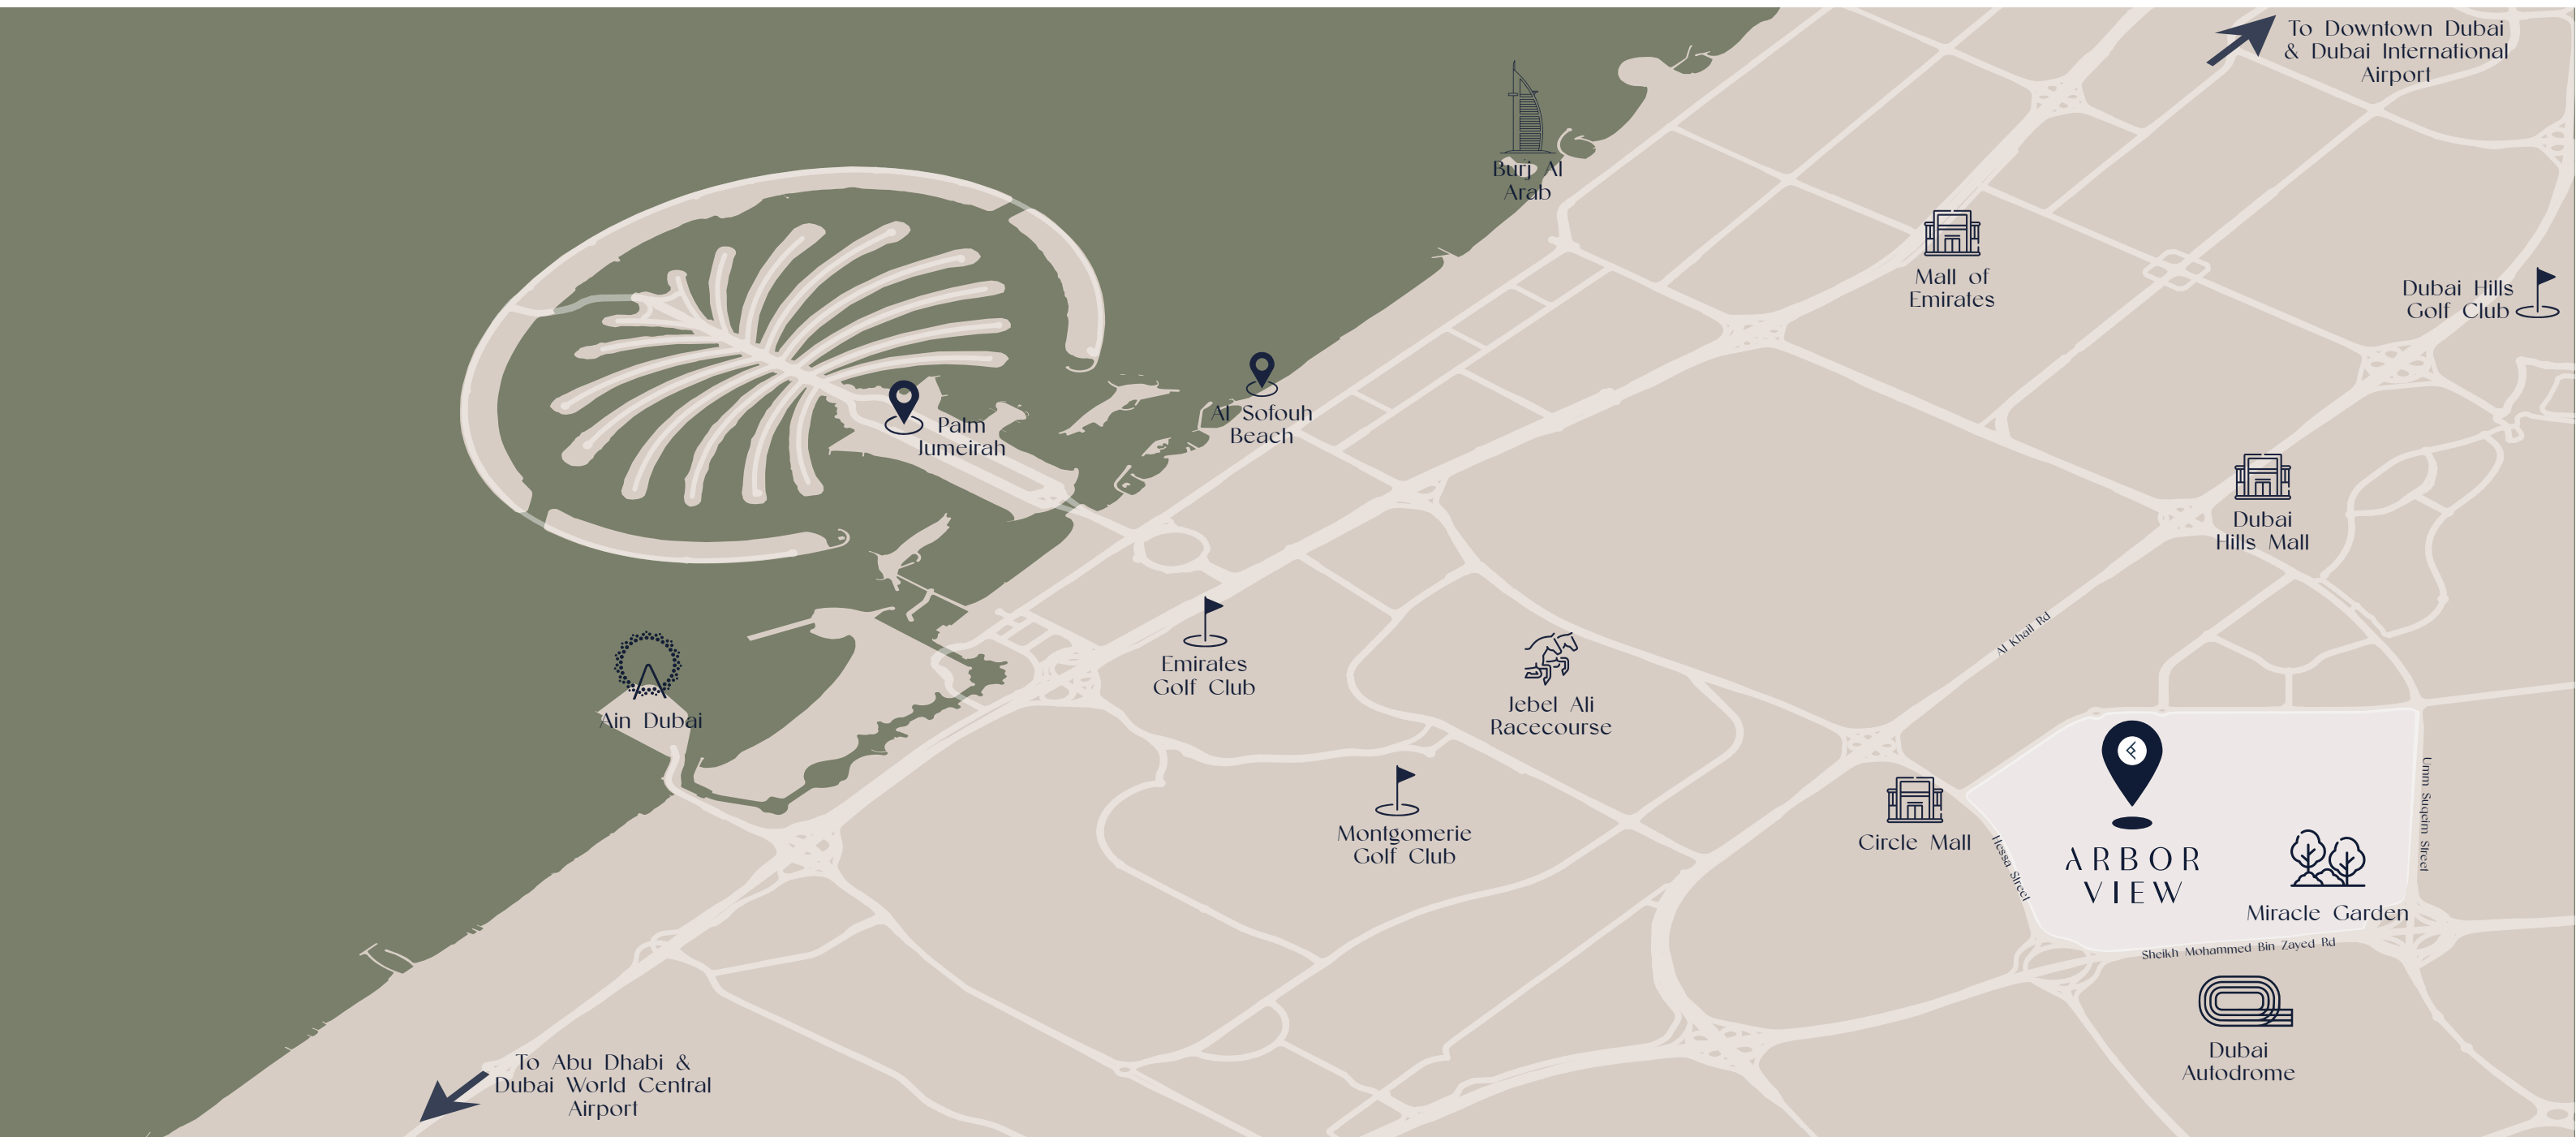 To Downtown Dubai
& Dubai International
Airport
Burj Al
Arab
Mall of
Emirates
Dubai Hills
Golf Club
Palm
Jumeirah
Al Sofouh
Beach
Dubai
Hills Mall
Al Khail Rd
Emirates
Golf Club
Jebel Ali
Racecourse
Ain Dubai
Montgomerie
Golf Club
Circle Mall
Hessa Street
ARBOR
VIEW
Miracle Garden
Umm Suqeim Street
Sheikh Mohammed Bin Zayed Rd
Dubai
Autodrome
To Abu Dhabi &
Dubai World Central
Airport